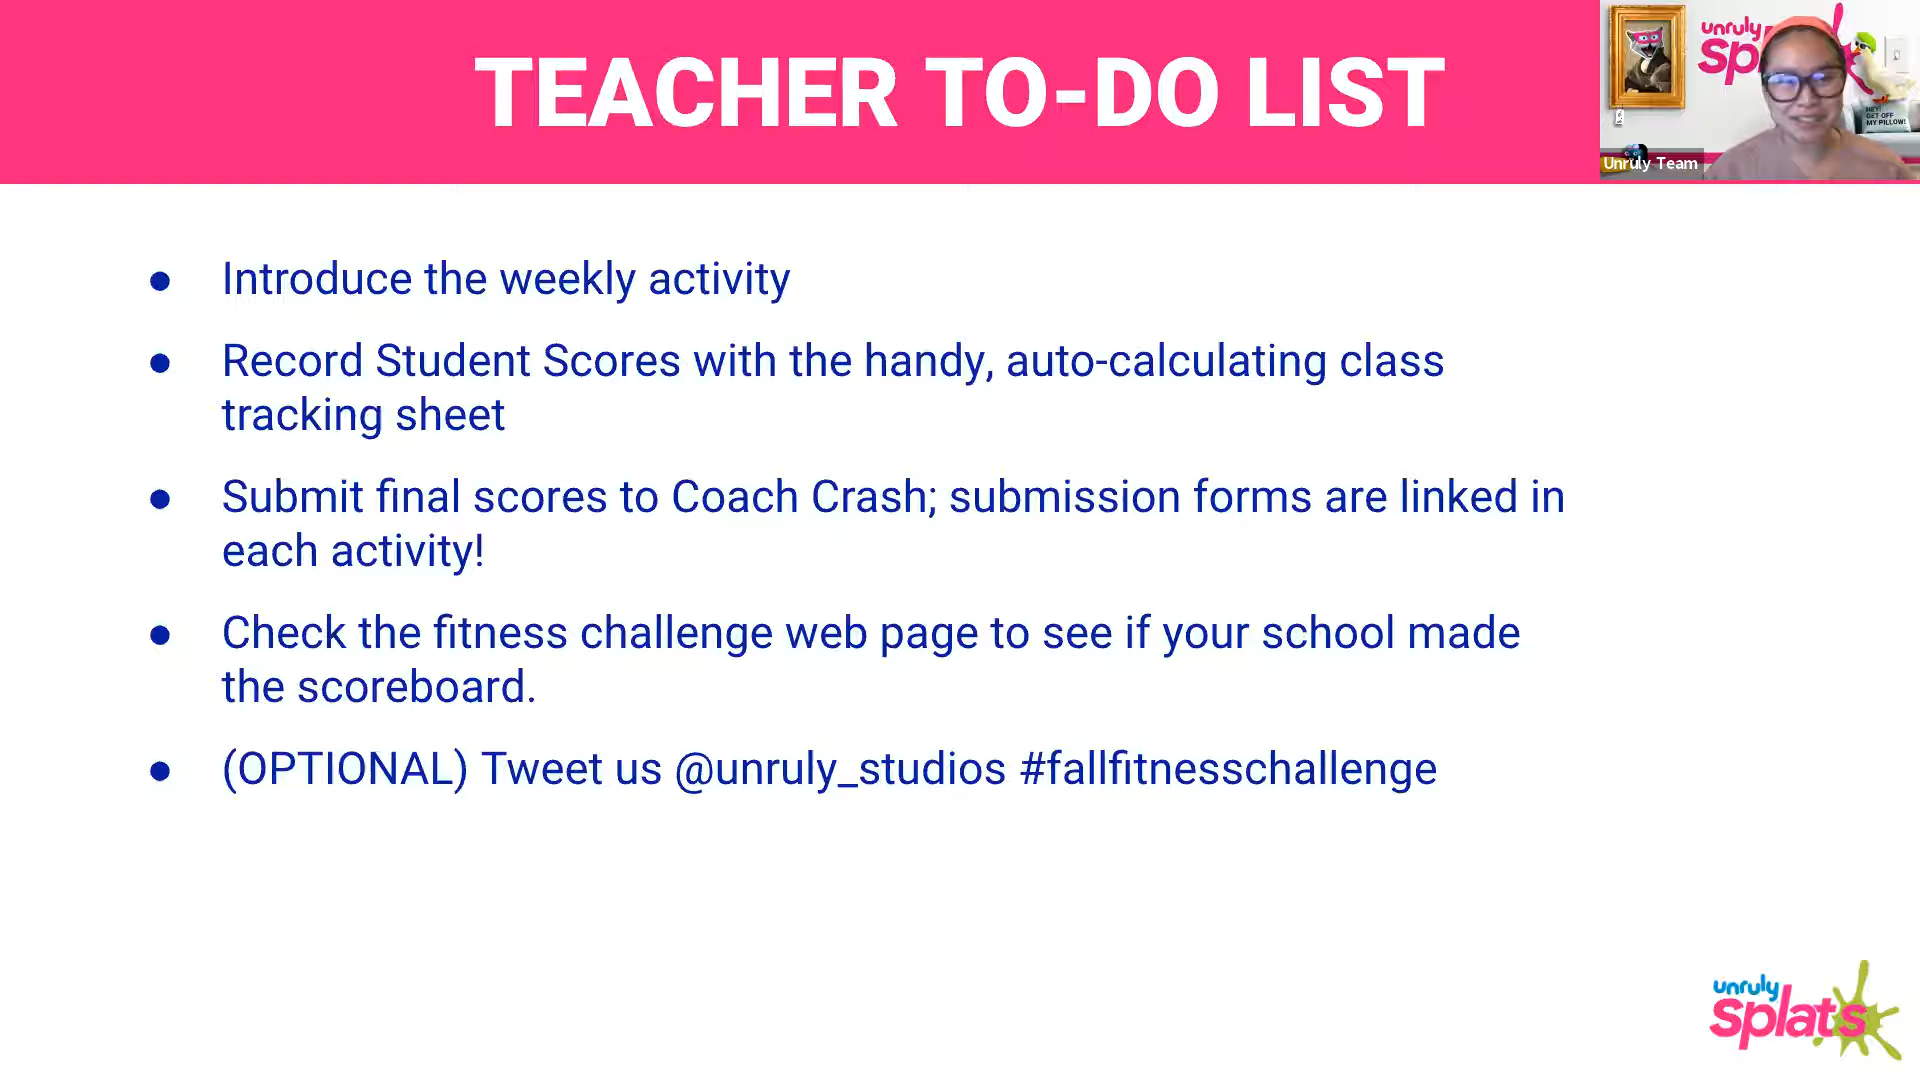 TEACHER TO-DO LIST
unruly
HEY!
GET OFF
MY PILLOW!
Unruly Team
● Introduce the weekly activity
● Record Student Scores with the handy, auto-calculating class
tracking sheet
● Submit final scores to Coach Crash; submission forms are linked in
each activity!
● Check the fitness challenge web page to see if your school made
the scoreboard.
● (OPTIONAL) Tweet us @unruly_studios #fallfitnesschallenge
unruly
splats